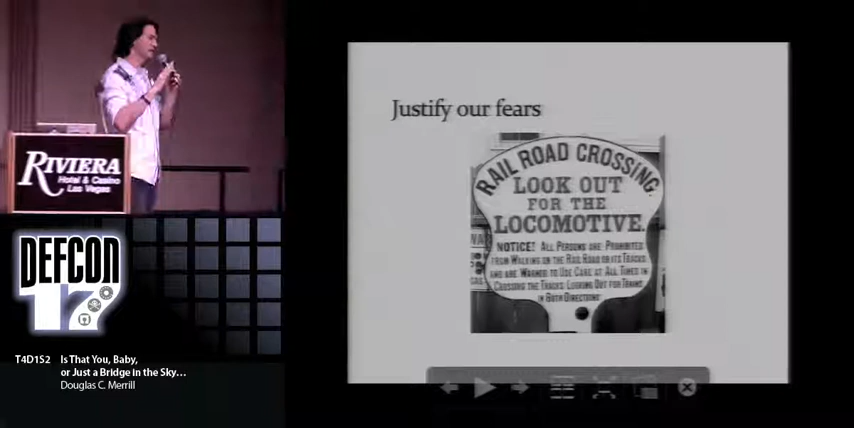 Justify our fears
RAIL ROAD CROSSING
LOOK OUT
FOR THE
LOCOMOTIVE.
NOTICE! ALL PERSONS ARE PROHIBITED
FROM WALKING ON THE RAIL ROAD OR ITS TRACKS
AND ARE WARNED TO USE CARE AT ALL TIMES IN
CROSSING THE TRACKS LOOKING OUT FOR TRAINS
IN BOTH DIRECTIONS
RIVIERA
Hotel & Casino
Las Vegas
DEFCON
17
T4D1S2 Is That You, Baby,
or Just a Bridge in the Sky...
Douglas C. Merrill